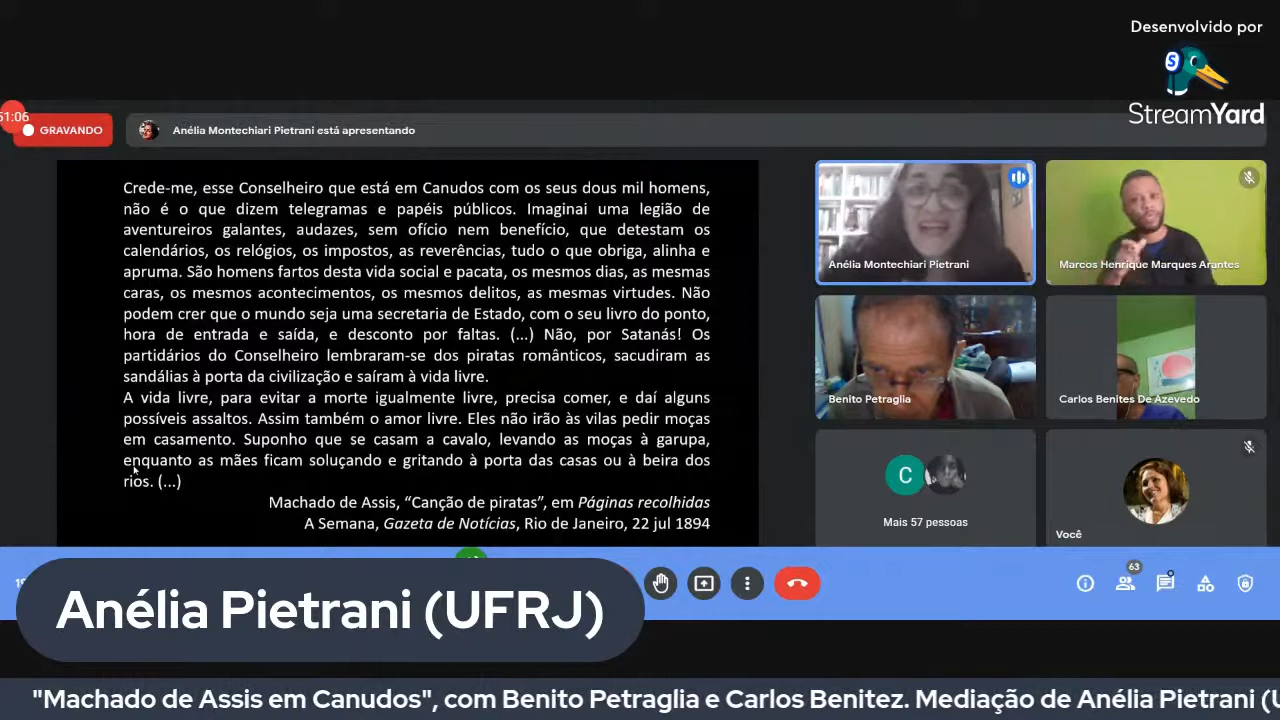 Desenvolvido por
S
StreamYard
51:06
GRAVANDO
Anélia Montechiari Pietrani está apresentando
Crede-me, esse Conselheiro que está em Canudos com os seus dous mil homens,
não é o que dizem telegramas e papéis públicos. Imaginai uma legião de
aventureiros galantes, audazes, sem ofício nem benefício, que detestam os
calendários, os relógios, os impostos, as reverências, tudo o que obriga, alinha e
apruma. São homens fartos desta vida social e pacata, os mesmos dias, as mesmas
caras, os mesmos acontecimentos, os mesmos delitos, as mesmas virtudes. Não
podem crer que o mundo seja uma secretaria de Estado, com o seu livro do ponto,
hora de entrada e saída, e desconto por faltas. (...) Não, por Satanás! Os
partidários do Conselheiro lembraram-se dos piratas românticos, sacudiram as
sandálias à porta da civilização e saíram à vida livre.
A vida livre, para evitar a morte igualmente livre, precisa comer, e daí alguns
possíveis assaltos. Assim também o amor livre. Eles não irão às vilas pedir moças
em casamento. Suponho que se casam a cavalo, levando as moças à garupa,
enquanto as mães ficam soluçando e gritando à porta das casas ou à beira dos
rios. (...)
Machado de Assis, “Canção de piratas”, em Páginas recolhidas
A Semana, Gazeta de Notícias, Rio de Janeiro, 22 jul 1894
Anélia Montechiari Pietrani
Marcos Henrique Marques Arantes
Benito Petraglia
Carlos Benites De Azevedo
C
Mais 57 pessoas
Você
63
Anélia Pietrani (UFRJ)
"Machado de Assis em Canudos", com Benito Petraglia e Carlos Benitez. Mediação de Anélia Pietrani (U